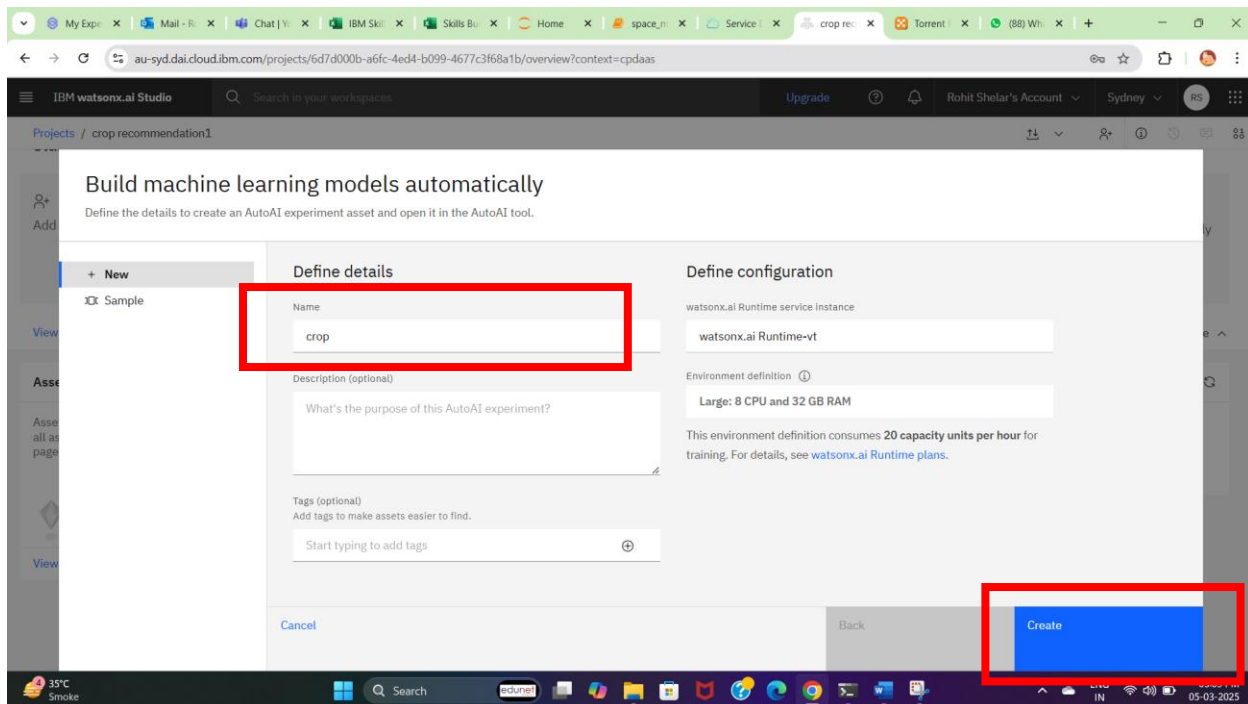 My Expe
Mail - R
Chat | Y
IBM Skil
Skills Bu
Home
space_n
Service
crop rec
Torrent
(88) Wh
au-syd.dai.cloud.ibm.com/projects/6d7d000b-a6fc-4ed4-b099-4677c3f68a1b/overview?context=cpdaas
IBM watsonx.ai Studio
Search in your workspaces
Upgrade
Rohit Shelar's Account
Sydney
RS
Projects / crop recommendation1
Build machine learning models automatically
Define the details to create an AutoAI experiment asset and open it in the AutoAI tool.
Add
+ New
Sample
View
Asse
Asse
all as
page
View
Define details
Name
crop
Description (optional)
What's the purpose of this AutoAI experiment?
Tags (optional)
Add tags to make assets easier to find.
Start typing to add tags
Define configuration
watsonx.ai Runtime service instance
watsonx.ai Runtime-vt
Environment definition
Large: 8 CPU and 32 GB RAM
This environment definition consumes 20 capacity units per hour for
training. For details, see watsonx.ai Runtime plans.
Cancel
Back
Create
4
35°C
Smoke
Search
edunet
ENG
IN
05-03-2025